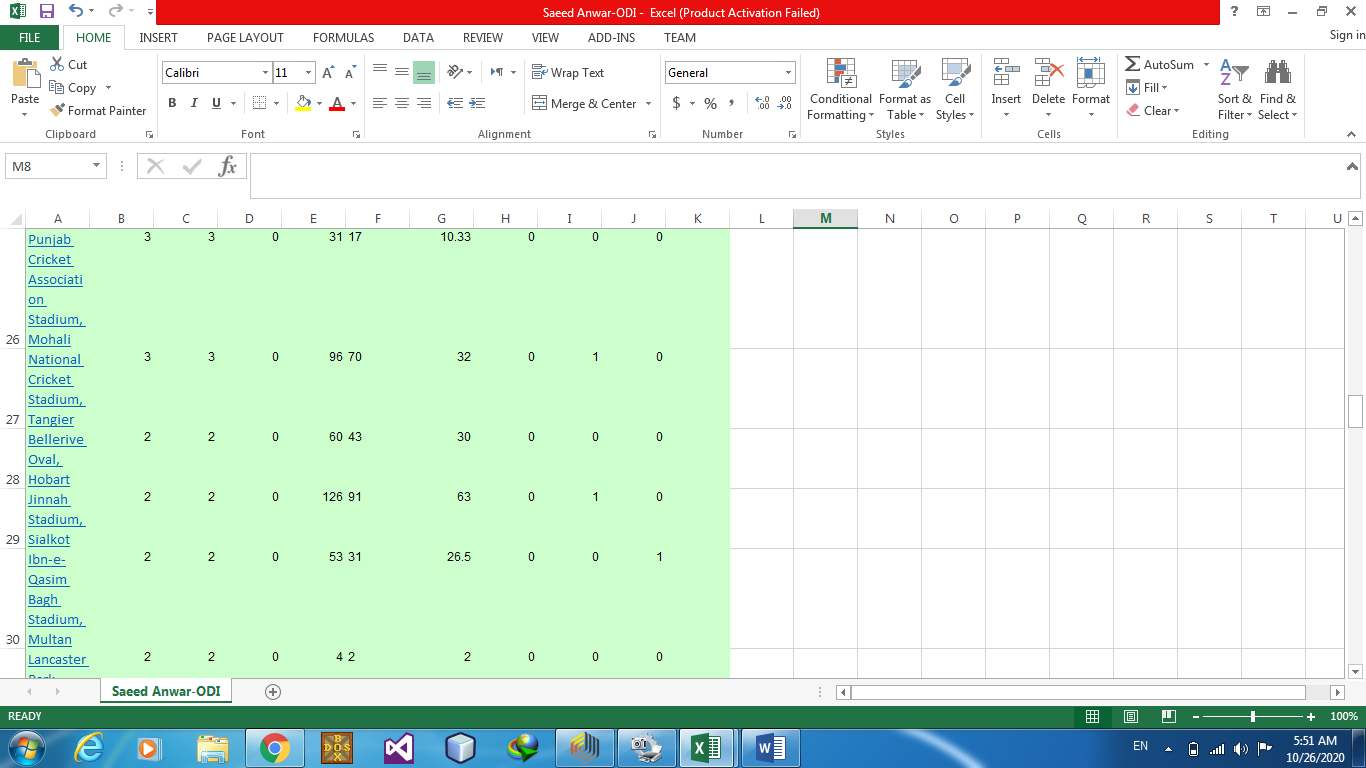 Saeed Anwar-ODI - Excel (Product Activation Failed)
FILE HOME INSERT PAGE LAYOUT FORMULAS DATA REVIEW VIEW ADD-INS TEAM Sign in
Paste
Cut
Copy
Format Painter
Clipboard
Calibri 11
B I U
Font
Wrap Text
Merge & Center
Alignment
General
$ % ,
Number
Conditional Formatting
Format as Table
Cell Styles
Styles
Insert Delete Format
Cells
AutoSum
Fill
Clear
Sort & Filter
Find & Select
Editing
M8
fx
A B C D E F G H I J K L M N O P Q R S T U
Punjab 3 3 0 31 17 10.33 0 0 0
Cricket
Associati
on
Stadium,
26 Mohali
National 3 3 0 96 70 32 0 1 0
Cricket
Stadium,
27 Tangier
Bellerive 2 2 0 60 43 30 0 0 0
Oval,
28 Hobart
Jinnah 2 2 0 126 91 63 0 1 0
Stadium,
29 Sialkot
Ibn-e- 2 2 0 53 31 26.5 0 0 1
Qasim
Bagh
Stadium,
30 Multan
Lancaster 2 2 0 4 2 2 0 0 0
Park
Saeed Anwar-ODI
READY 100%
EN 5:51 AM
10/26/2020